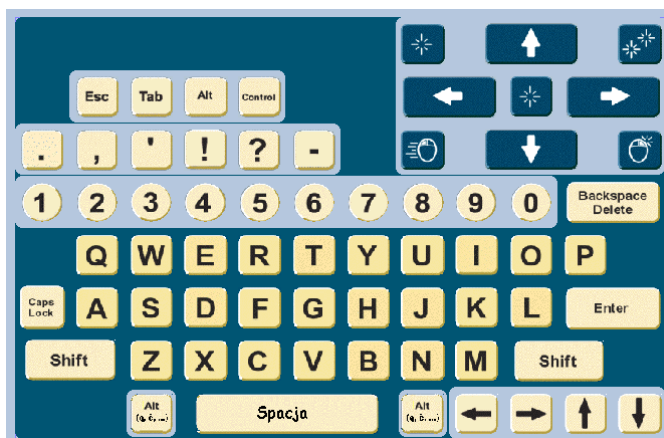 Esc Tab Alt Control
. , ' ! ? -
1 2 3 4 5 6 7 8 9 0 Backspace Delete
Q W E R T Y U I O P
Caps Lock A S D F G H J K L Enter
Shift Z X C V B N M Shift
Alt Spacja Alt